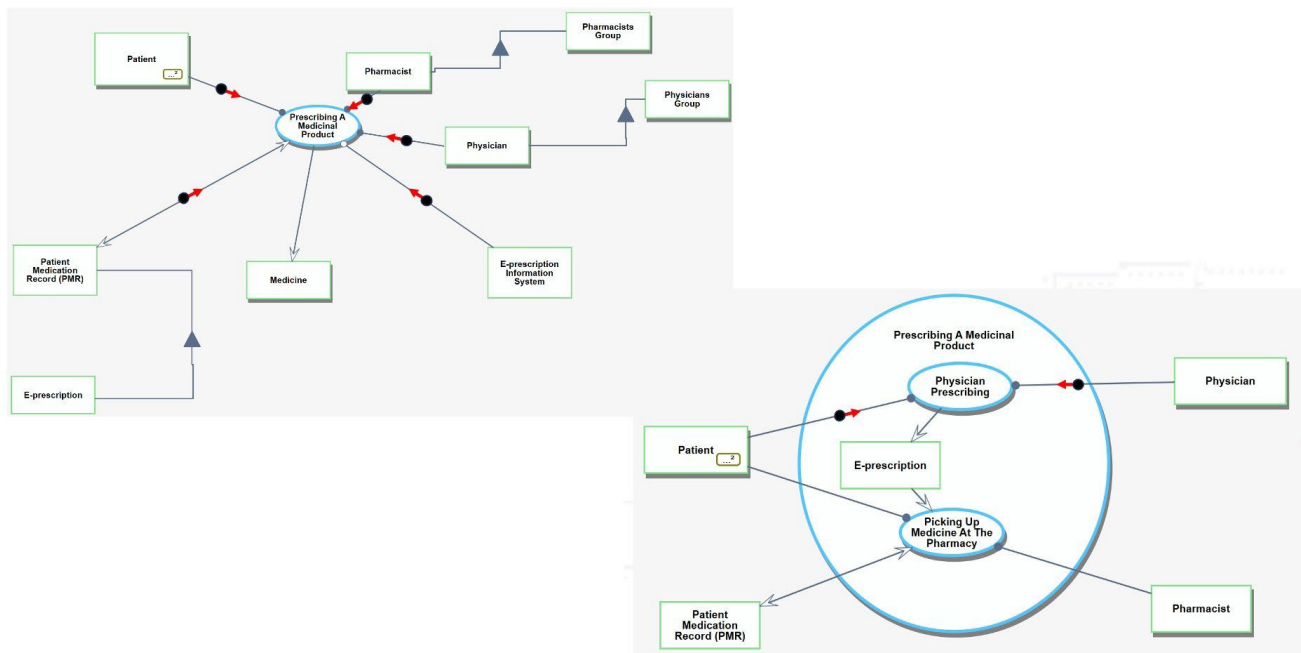 Pharmacists
Group
Patient
...²
Pharmacist
Physicians
Group
Prescribing A
Medicinal
Product
Physician
Patient
Medication
Record (PMR)
Medicine
E-prescription
Information
System
E-prescription
Prescribing A Medicinal
Product
Physician
Prescribing
Physician
Patient
...²
E-prescription
Picking Up
Medicine At The
Pharmacy
Patient
Medication
Record (PMR)
Pharmacist